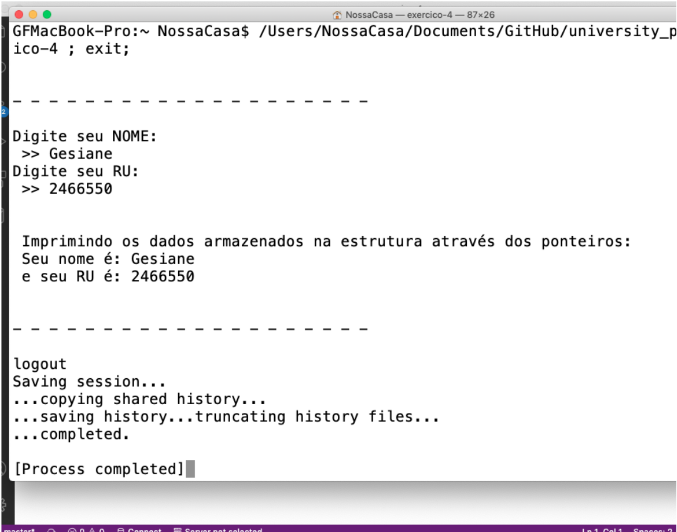 NossaCasa — exercico-4 — 87×26
GFMacBook-Pro:~ NossaCasa$ /Users/NossaCasa/Documents/GitHub/university_p
ico-4 ; exit;
_ _ _ _ _ _ _ _ _ _ _ _ _ _ _ _ _ _ _ _
Digite seu NOME:
>> Gesiane
Digite seu RU:
>> 2466550
Imprimindo os dados armazenados na estrutura através dos ponteiros:
Seu nome é: Gesiane
e seu RU é: 2466550
_ _ _ _ _ _ _ _ _ _ _ _ _ _ _ _ _ _ _ _
logout
Saving session...
...copying shared history...
...saving history...truncating history files...
...completed.
[Process completed]
master* 0 0 Connect Server not selected Ln 1, Col 1 Spaces: 2